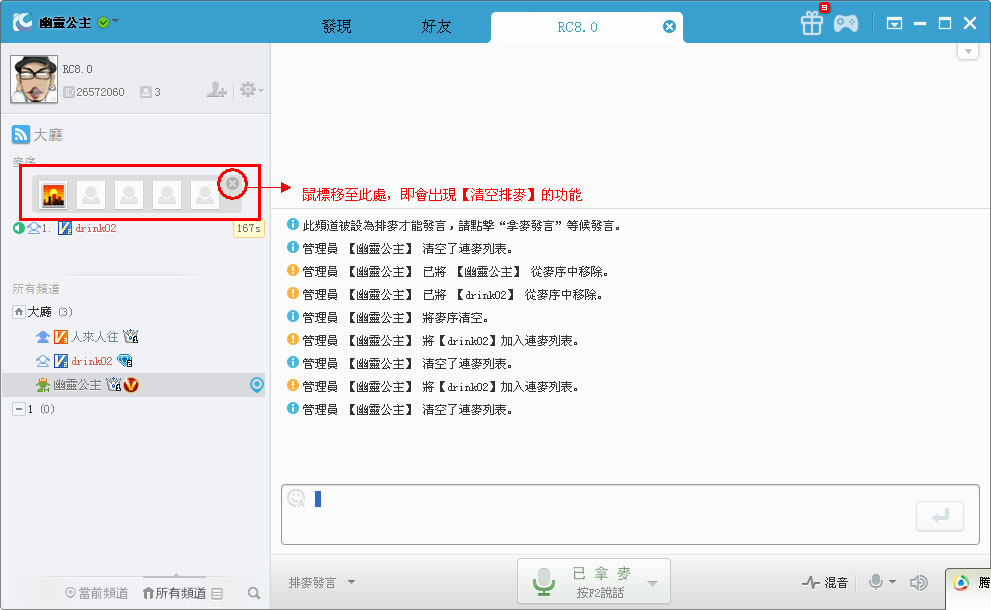 幽靈公主
發現
好友
RC8.0
9
RC8.0
ID 26572060
3
大廳
麥序
鼠標移至此處，即會出現【清空排麥】的功能
1. drink02
167s
此頻道被設為排麥才能發言，請點擊“拿麥發言”等候發言。
管理員 【幽靈公主】 清空了連麥列表。
管理員 【幽靈公主】 已將 【幽靈公主】 從麥序中移除。
管理員 【幽靈公主】 已將 【drink02】 從麥序中移除。
管理員 【幽靈公主】 將麥序清空。
管理員 【幽靈公主】 將【drink02】加入連麥列表。
管理員 【幽靈公主】 清空了連麥列表。
管理員 【幽靈公主】 將【drink02】加入連麥列表。
管理員 【幽靈公主】 清空了連麥列表。
所有頻道
大廳 (3)
人來人往
drink02
幽靈公主
1 (0)
當前頻道
所有頻道
排麥發言
已拿麥
按F2說話
混音
騰